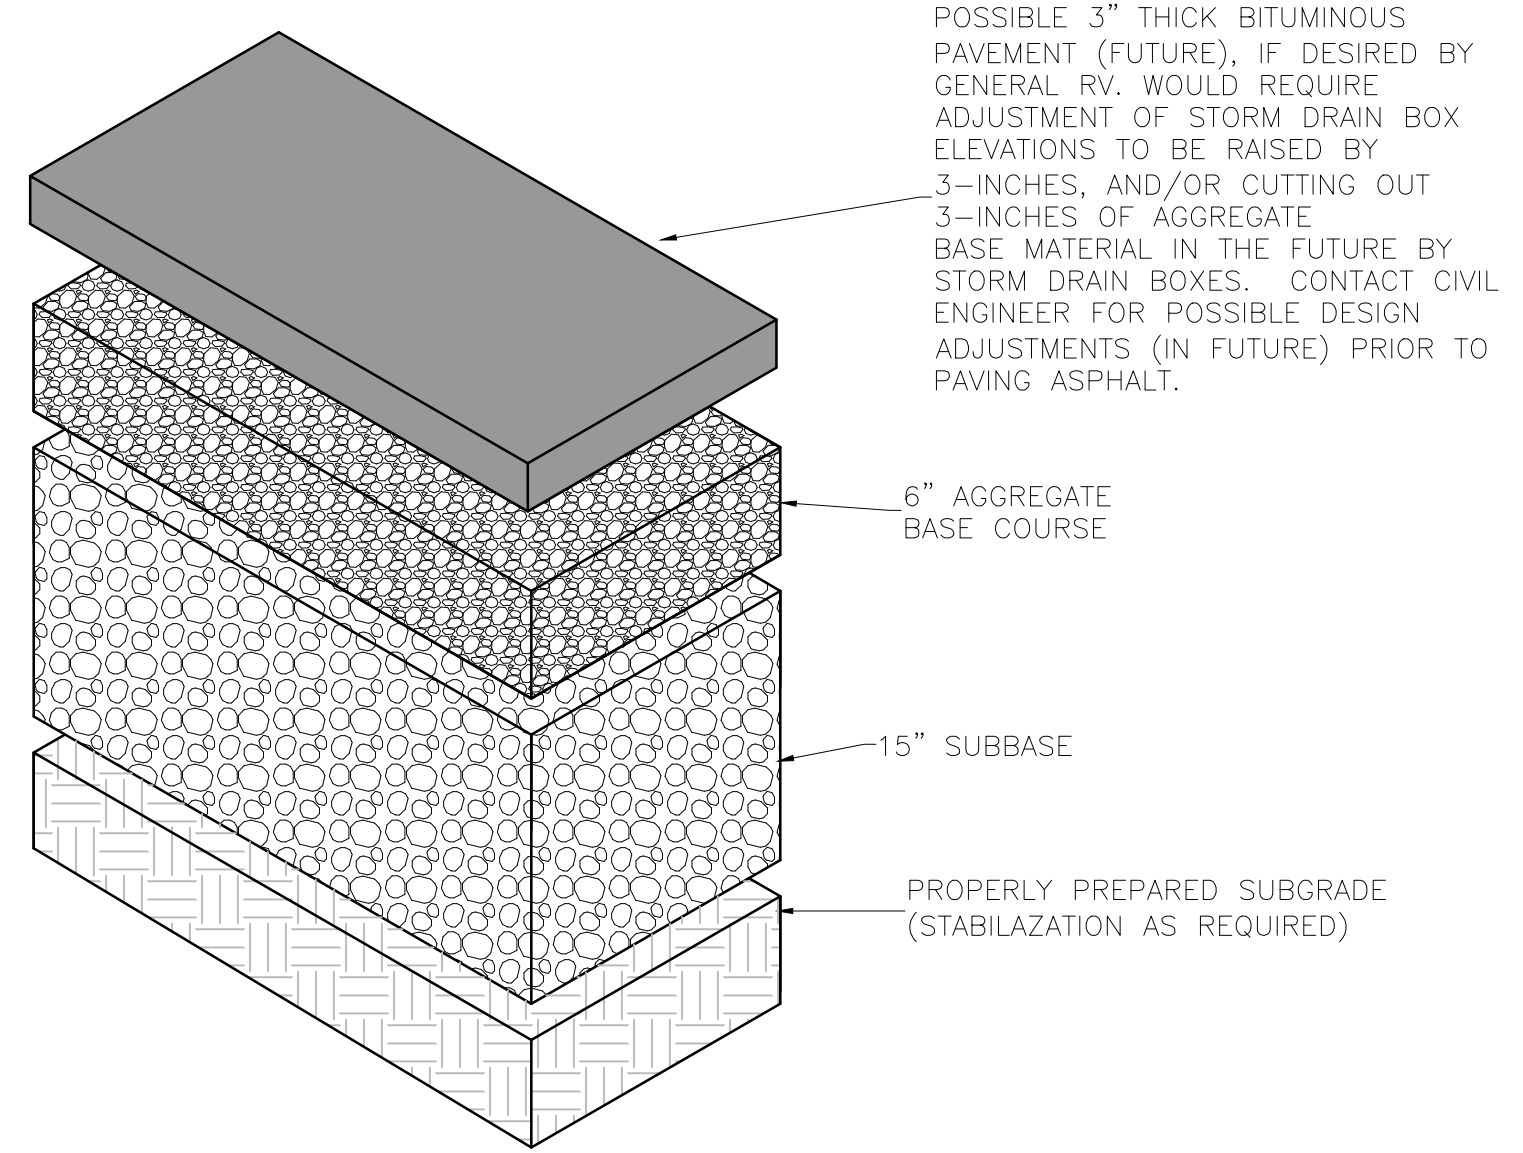 POSSIBLE 3” THICK BITUMINOUS
PAVEMENT (FUTURE), IF DESIRED BY
GENERAL RV. WOULD REQUIRE
ADJUSTMENT OF STORM DRAIN BOX
ELEVATIONS TO BE RAISED BY
3-INCHES, AND/OR CUTTING OUT
3-INCHES OF AGGREGATE
BASE MATERIAL IN THE FUTURE BY
STORM DRAIN BOXES. CONTACT CIVIL
ENGINEER FOR POSSIBLE DESIGN
ADJUSTMENTS (IN FUTURE) PRIOR TO
PAVING ASPHALT.
6” AGGREGATE
BASE COURSE
15” SUBBASE
PROPERLY PREPARED SUBGRADE
(STABILAZATION AS REQUIRED)